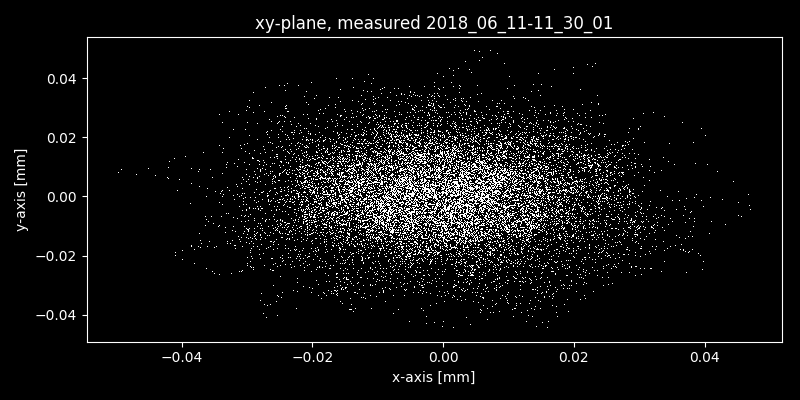 xy-plane, measured 2018_06_11-11_30_01
0.04
0.02
0.00
−0.02
−0.04
y-axis [mm]
−0.04 −0.02 0.00 0.02 0.04
x-axis [mm]